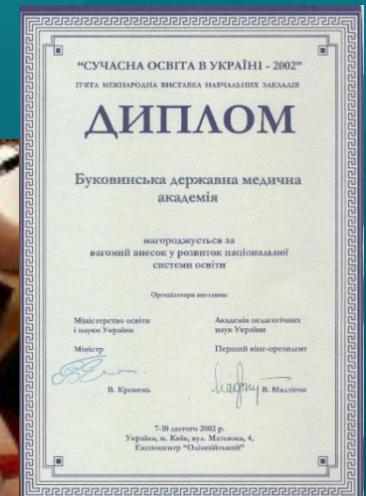 “СУЧАСНА ОСВІТА В УКРАЇНІ - 2002”
П'ЯТА МІЖНАРОДНА ВИСТАВКА НАВЧАЛЬНИХ ЗАКЛАДІВ
ДИПЛОМ
Буковинська державна медична
академія
нагороджується за
вагомий внесок у розвиток національної
системи освіти
Організатори виставки:
Міністерство освіти
і науки України
Міністр
В. Кремень
Академія педагогічних
наук України
Перший віце-президент
В. Мадзігон
7-10 лютого 2002 р.
Україна, м. Київ, вул. Метецька, 4,
Експоцентр “Олімпійський”